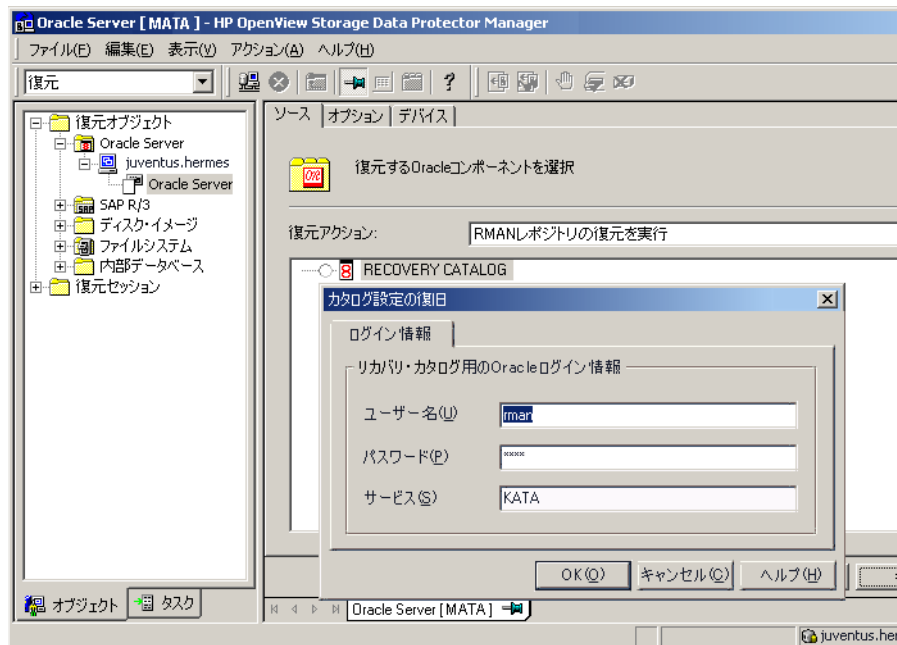 Oracle Server [ MATA ] - HP OpenView Storage Data Protector Manager
ファイル(F) 編集(E) 表示(V) アクション(A) ヘルプ(H)
復元
復元オブジェクト
Oracle Server
juventus.hermes
Oracle Server
SAP R/3
ディスク・イメージ
ファイルシステム
内部データベース
復元セッション
オブジェクト タスク
ソース オプション デバイス
復元するOracleコンポーネントを選択
復元アクション: RMANレポジトリの復元を実行
RECOVERY CATALOG
カタログ設定の復旧
ログイン情報
リカバリ・カタログ用のOracleログイン情報
ユーザー名(U) rman
パスワード(P) ****
サービス(S) KATA
OK(O) キャンセル(C) ヘルプ(H)
Oracle Server [MATA]
juventus.her